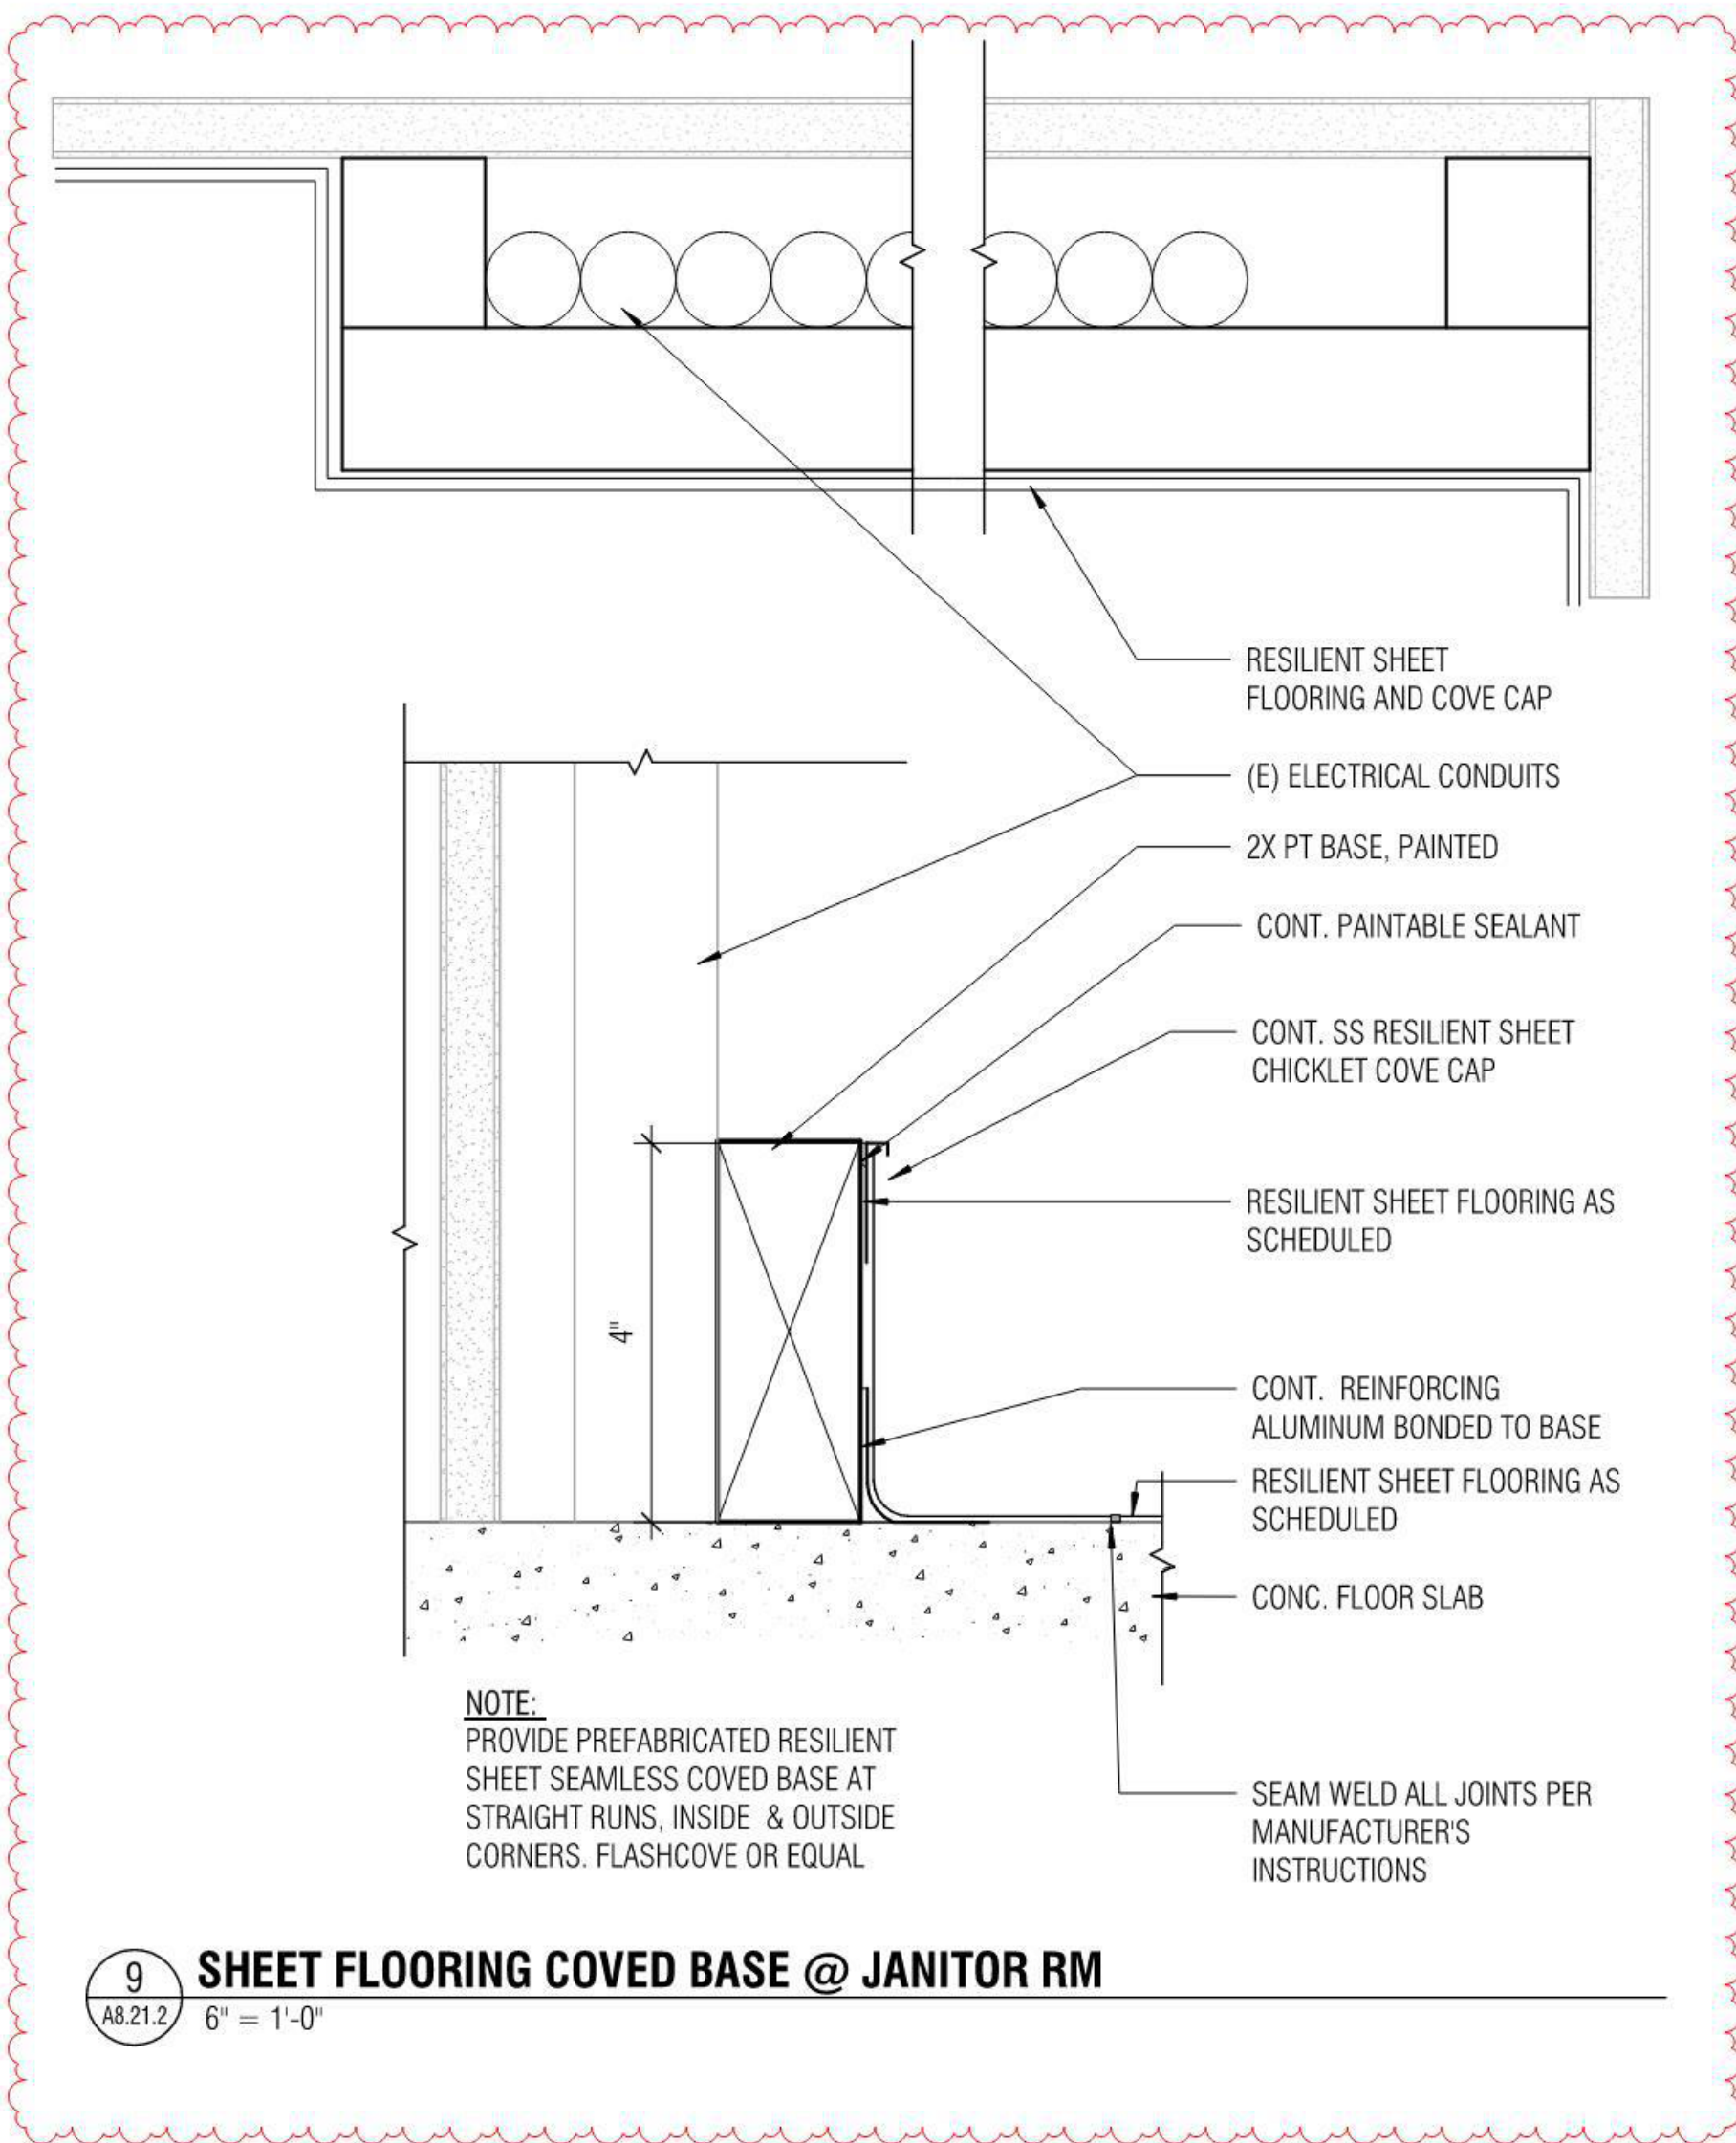 RESILIENT SHEET
FLOORING AND COVE CAP
(E) ELECTRICAL CONDUITS
2X PT BASE, PAINTED
CONT. PAINTABLE SEALANT
CONT. SS RESILIENT SHEET
CHICKLET COVE CAP
RESILIENT SHEET FLOORING AS
SCHEDULED
4"
CONT. REINFORCING
ALUMINUM BONDED TO BASE
RESILIENT SHEET FLOORING AS
SCHEDULED
CONC. FLOOR SLAB
NOTE:
PROVIDE PREFABRICATED RESILIENT
SHEET SEAMLESS COVED BASE AT
STRAIGHT RUNS, INSIDE & OUTSIDE
CORNERS. FLASHCOVE OR EQUAL
SEAM WELD ALL JOINTS PER
MANUFACTURER'S
INSTRUCTIONS
9
A8.21.2
SHEET FLOORING COVED BASE @ JANITOR RM
6" = 1'-0"